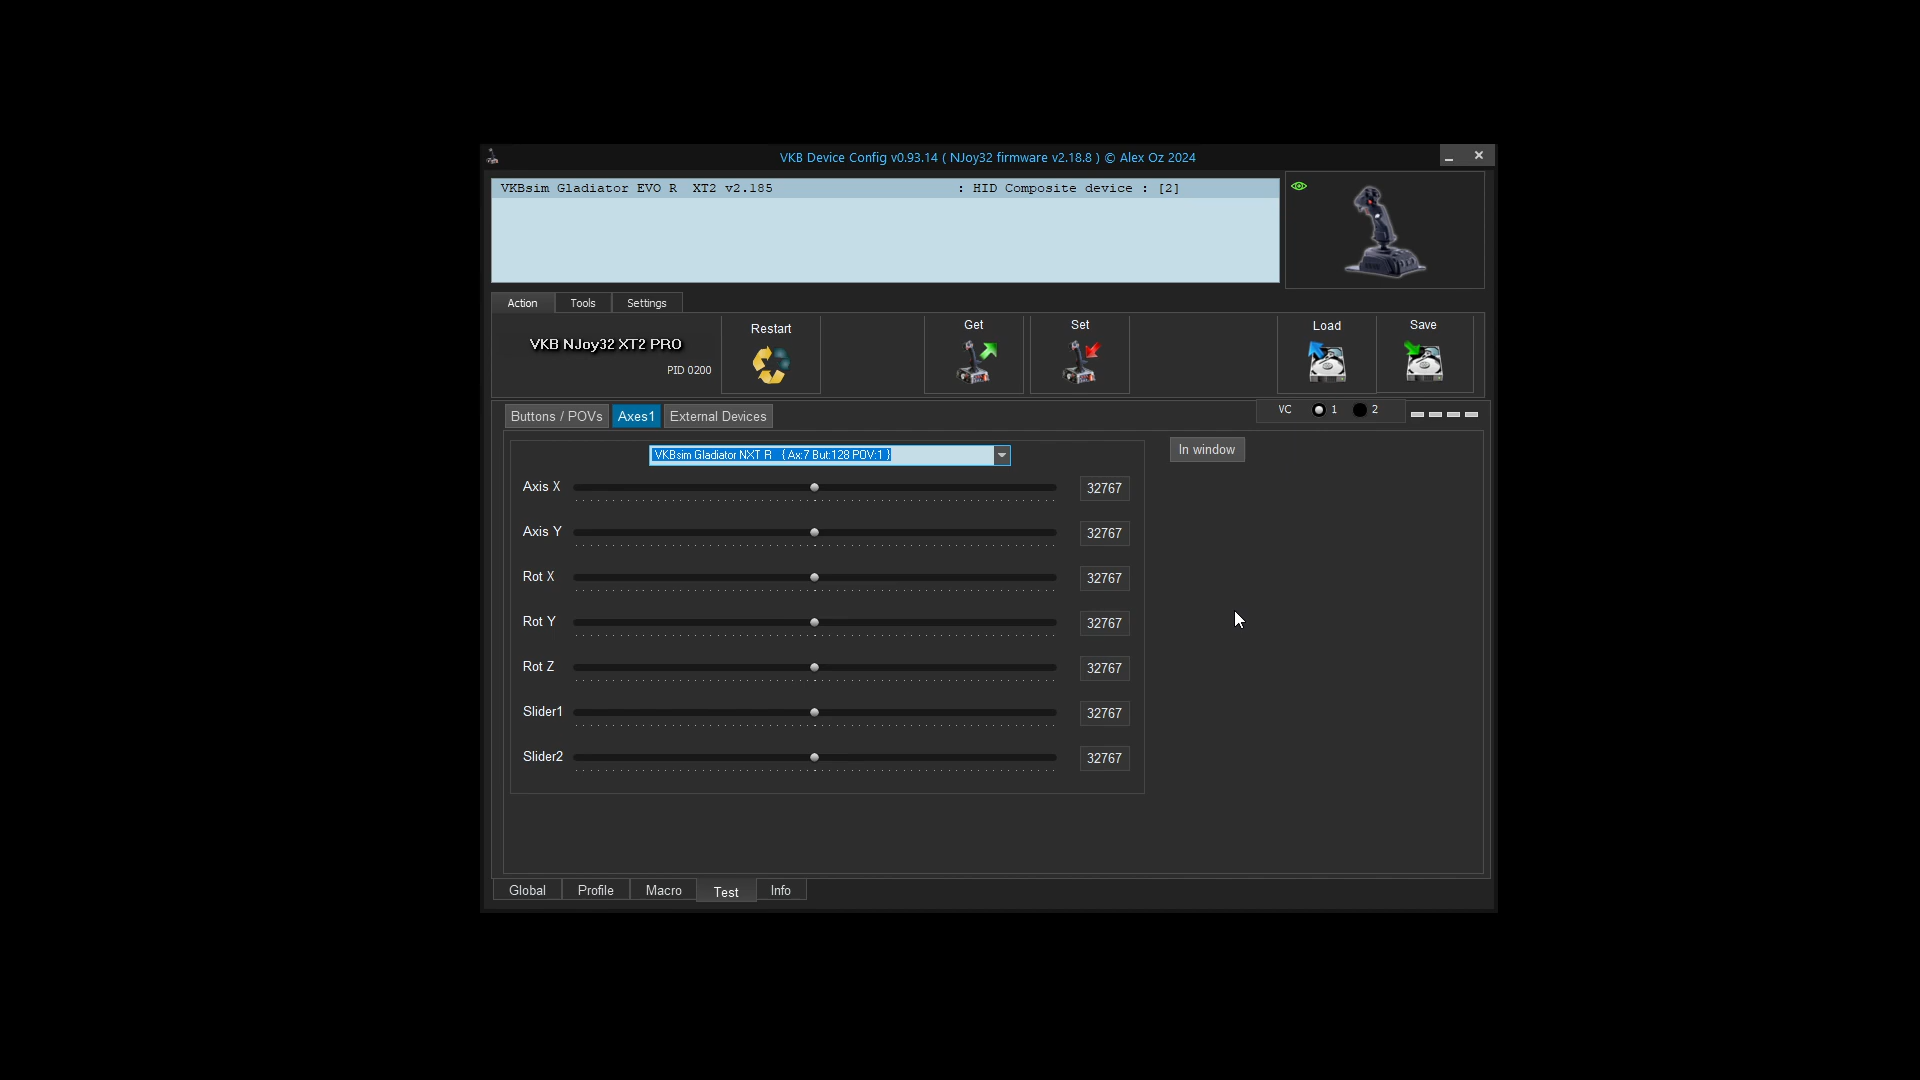 VKB Device Config v0.93.14 ( NJoy32 firmware v2.18.8 ) © Alex Oz 2024
VKBsim Gladiator EVO R XT2 v2.185 : HID Composite device : [2]
Action Tools Settings
VKB NJoy32 XT2 PRO
PID 0200
Restart
Get
Set
Load
Save
Buttons / POVs Axes1 External Devices
VC 1 2
VKBsim Gladiator NXT R { Ax:7 But:128 POV:1 }
In window
Axis X 32767
Axis Y 32767
Rot X 32767
Rot Y 32767
Rot Z 32767
Slider1 32767
Slider2 32767
Global Profile Macro Test Info